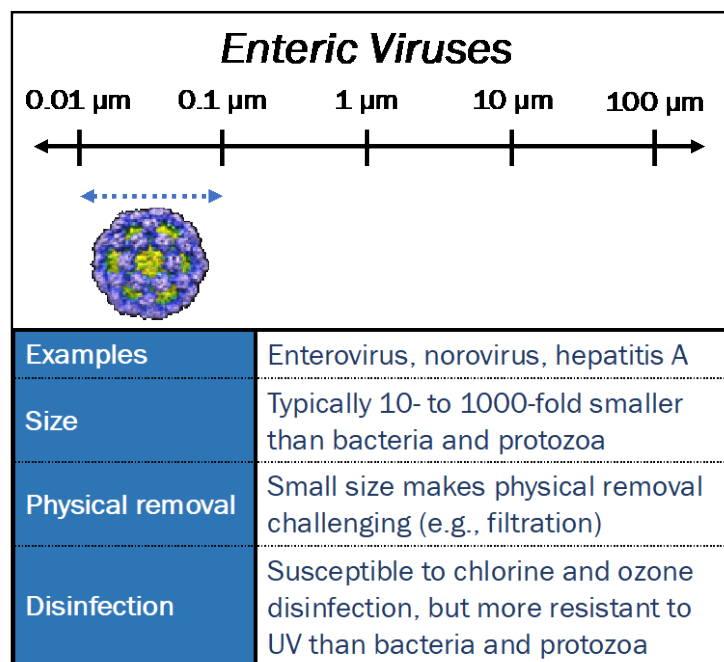 Enteric Viruses
0.01 µm 0.1 µm 1 µm 10 µm 100 µm
Examples
Enterovirus, norovirus, hepatitis A
Size
Typically 10- to 1000-fold smaller
than bacteria and protozoa
Physical removal
Small size makes physical removal
challenging (e.g., filtration)
Disinfection
Susceptible to chlorine and ozone
disinfection, but more resistant to
UV than bacteria and protozoa